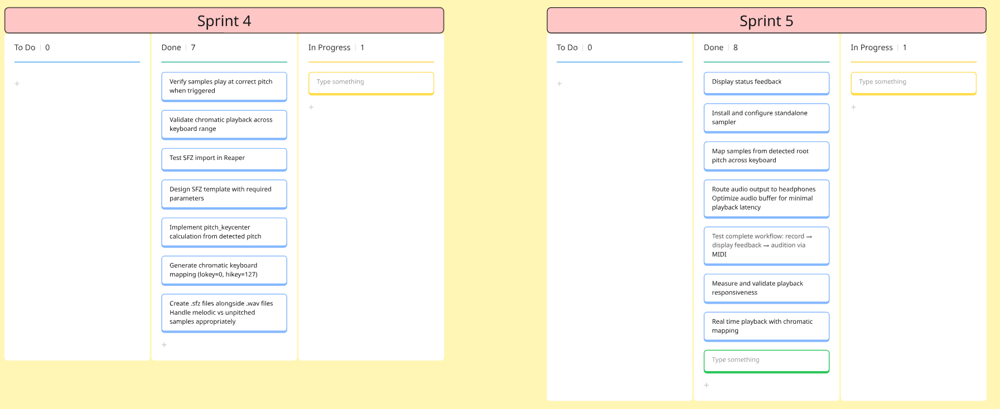 Sprint 4
To Do | 0
+
Done | 7
Verify samples play at correct pitch
when triggered
Validate chromatic playback across
keyboard range
Test SFZ import in Reaper
Design SFZ template with required
parameters
Implement pitch_keycenter
calculation from detected pitch
Generate chromatic keyboard
mapping (lokey=0, hikey=127)
Create .sfz files alongside .wav files
Handle melodic vs unpitched
samples appropriately
+
In Progress | 1
Type something
+
Sprint 5
To Do | 0
+
Done | 8
Display status feedback
Install and configure standalone
sampler
Map samples from detected root
pitch across keyboard
Route audio output to headphones
Optimize audio buffer for minimal
playback latency
Test complete workflow: record →
display feedback → audition via
MIDI
Measure and validate playback
responsiveness
Real time playback with chromatic
mapping
Type something
+
In Progress | 1
Type something
+